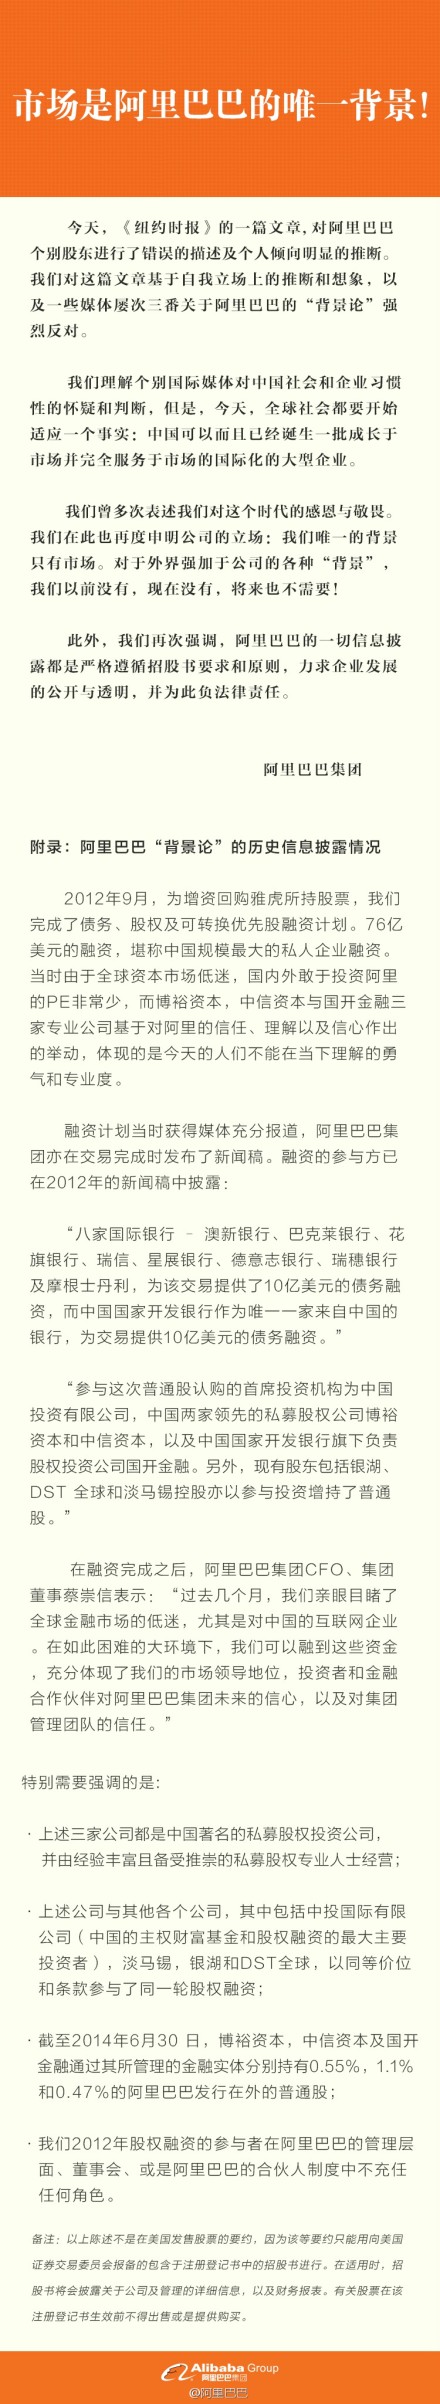 市场是阿里巴巴的唯一背景!
今天，《纽约时报》的一篇文章，对阿里巴巴
个别股东进行了错误的描述及个人倾向明显的推断。
我们对这篇文章基于自我立场上的推断和想象，以
及一些媒体屡次三番关于阿里巴巴的“背景论”强
烈反对。
我们理解个别国际媒体对中国社会和企业习惯
性的怀疑和判断，但是，今天，全球社会都要开始
适应一个事实：中国可以而且已经诞生一批成长于
市场并完全服务于市场的国际化的大型企业。
我们曾多次表述我们对这个时代的感恩与敬畏。
我们在此也再度申明公司的立场：我们唯一的背景
只有市场。对于外界强加于公司的各种“背景”，
我们以前没有，现在没有，将来也不需要！
此外，我们再次强调，阿里巴巴的一切信息披
露都是严格遵循招股书要求和原则，力求企业发展
的公开与透明，并为此负法律责任。
阿里巴巴集团
附录：阿里巴巴“背景论”的历史信息披露情况
2012年9月，为增资回购雅虎所持股票，我们
完成了债务、股权及可转换优先股融资计划。76亿
美元的融资，堪称中国规模最大的私人企业融资。
当时由于全球资本市场低迷，国内外敢于投资阿里
的PE非常少，而博裕资本，中信资本与国开金融三
家专业公司基于对阿里的信任、理解以及信心作出
的举动，体现的是今天的人们不能在当下理解的勇
气和专业度。
融资计划当时获得媒体充分报道，阿里巴巴集
团亦在交易完成时发布了新闻稿。融资的参与方已
在2012年的新闻稿中披露：
“八家国际银行 – 澳新银行、巴克莱银行、花
旗银行、瑞信、星展银行、德意志银行、瑞穗银行
及摩根士丹利，为该交易提供了10亿美元的债务融
资，而中国国家开发银行作为唯一一家来自中国的
银行，为交易提供10亿美元的债务融资。”
“参与这次普通股认购的首席投资机构为中国
投资有限公司，中国两家领先的私募股权公司博裕
资本和中信资本，以及中国国家开发银行旗下负责
股权投资公司国开金融。另外，现有股东包括银湖、
DST 全球和淡马锡控股亦以参与投资增持了普通
股。”
在融资完成之后，阿里巴巴集团CFO、集团
董事蔡崇信表示：“过去几个月，我们亲眼目睹了
全球金融市场的低迷，尤其是对中国的互联网企业
。在如此困难的大环境下，我们可以融到这些资金
，充分体现了我们的市场领导地位，投资者和金融
合作伙伴对阿里巴巴集团未来的信心，以及对集团
管理团队的信任。”
特别需要强调的是：
·上述三家公司都是中国著名的私募股权投资公司，
并由经验丰富且备受推崇的私募股权专业人士经营；
·上述公司与其他各个公司，其中包括中投国际有限
公司（中国的主权财富基金和股权融资的最大主要
投资者），淡马锡，银湖和DST全球，以同等价位
和条款参与了同一轮股权融资；
·截至2014年6月30 日，博裕资本，中信资本及国开
金融通过其所管理的金融实体分别持有0.55%，1.1%
和0.47%的阿里巴巴发行在外的普通股；
·我们2012年股权融资的参与者在阿里巴巴的管理层
面、董事会、或是阿里巴巴的合伙人制度中不充任
任何角色。
备注：以上陈述不是在美国发售股票的要约，因为该等要约只能用向美国
证券交易委员会报备的包含于注册登记书中的招股书进行。在适用时，招
股书将会披露关于公司及管理的详细信息，以及财务报表。有关股票在该
注册登记书生效前不得出售或是提供购买。
Alibaba Group
阿里巴巴集团
@阿里巴巴